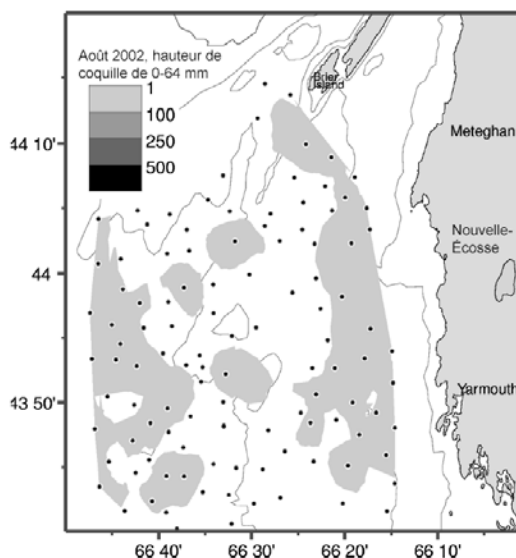 Août 2002, hauteur de
coquille de 0-64 mm
1
100
250
500
Brier
Island
Meteghan
Nouvelle-
Écosse
Yarmouth
44 10'
44
43 50'
66 40'
66 30'
66 20'
66 10'